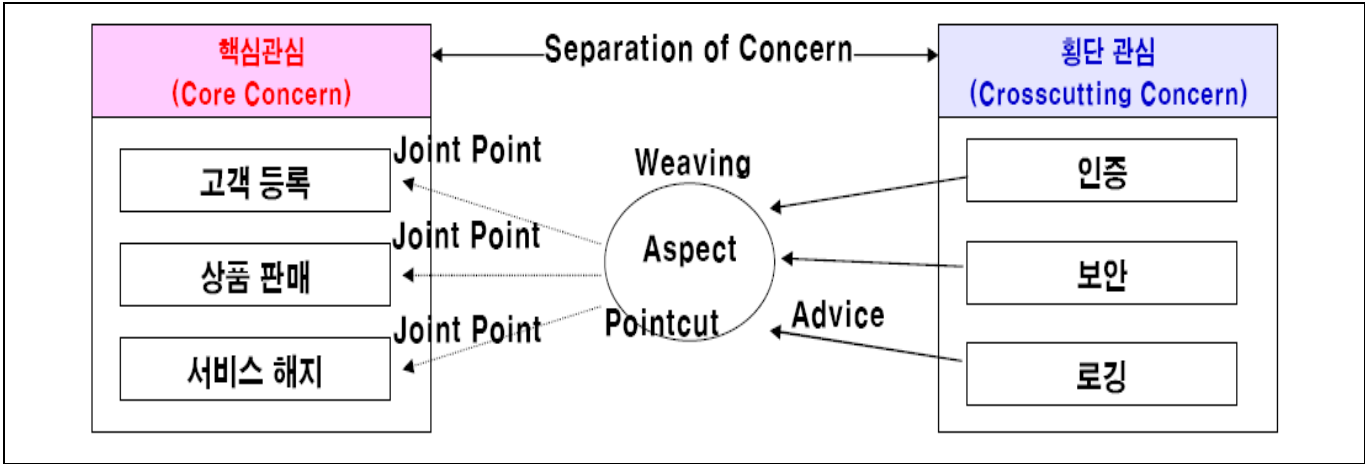 핵심관심
(Core Concern)
Separation of Concern
횡단 관심
(Crosscutting Concern)
고객 등록
상품 판매
서비스 해지
Joint Point
Joint Point
Joint Point
Weaving
Aspect
Pointcut
Advice
인증
보안
로깅